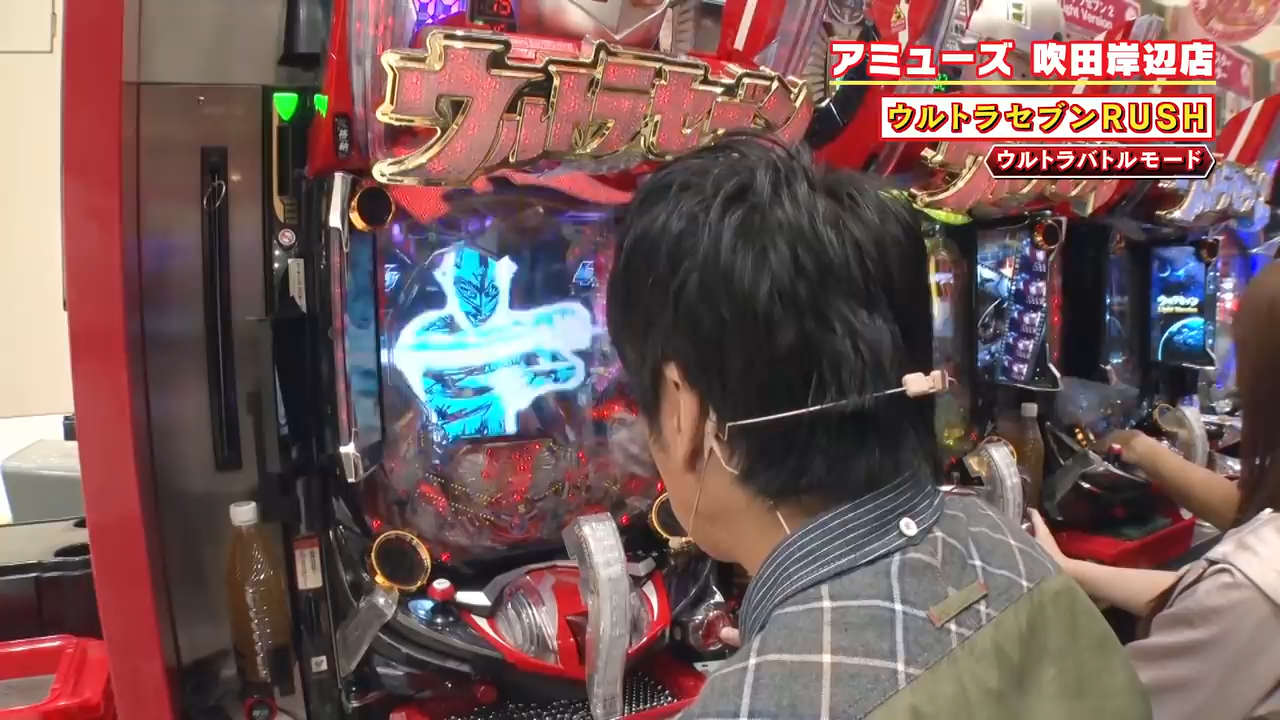 アミューズ 吹田岸辺店
ウルトラセブンRUSH
ウルトラバトルモード
ウルトラセブン
Light Version